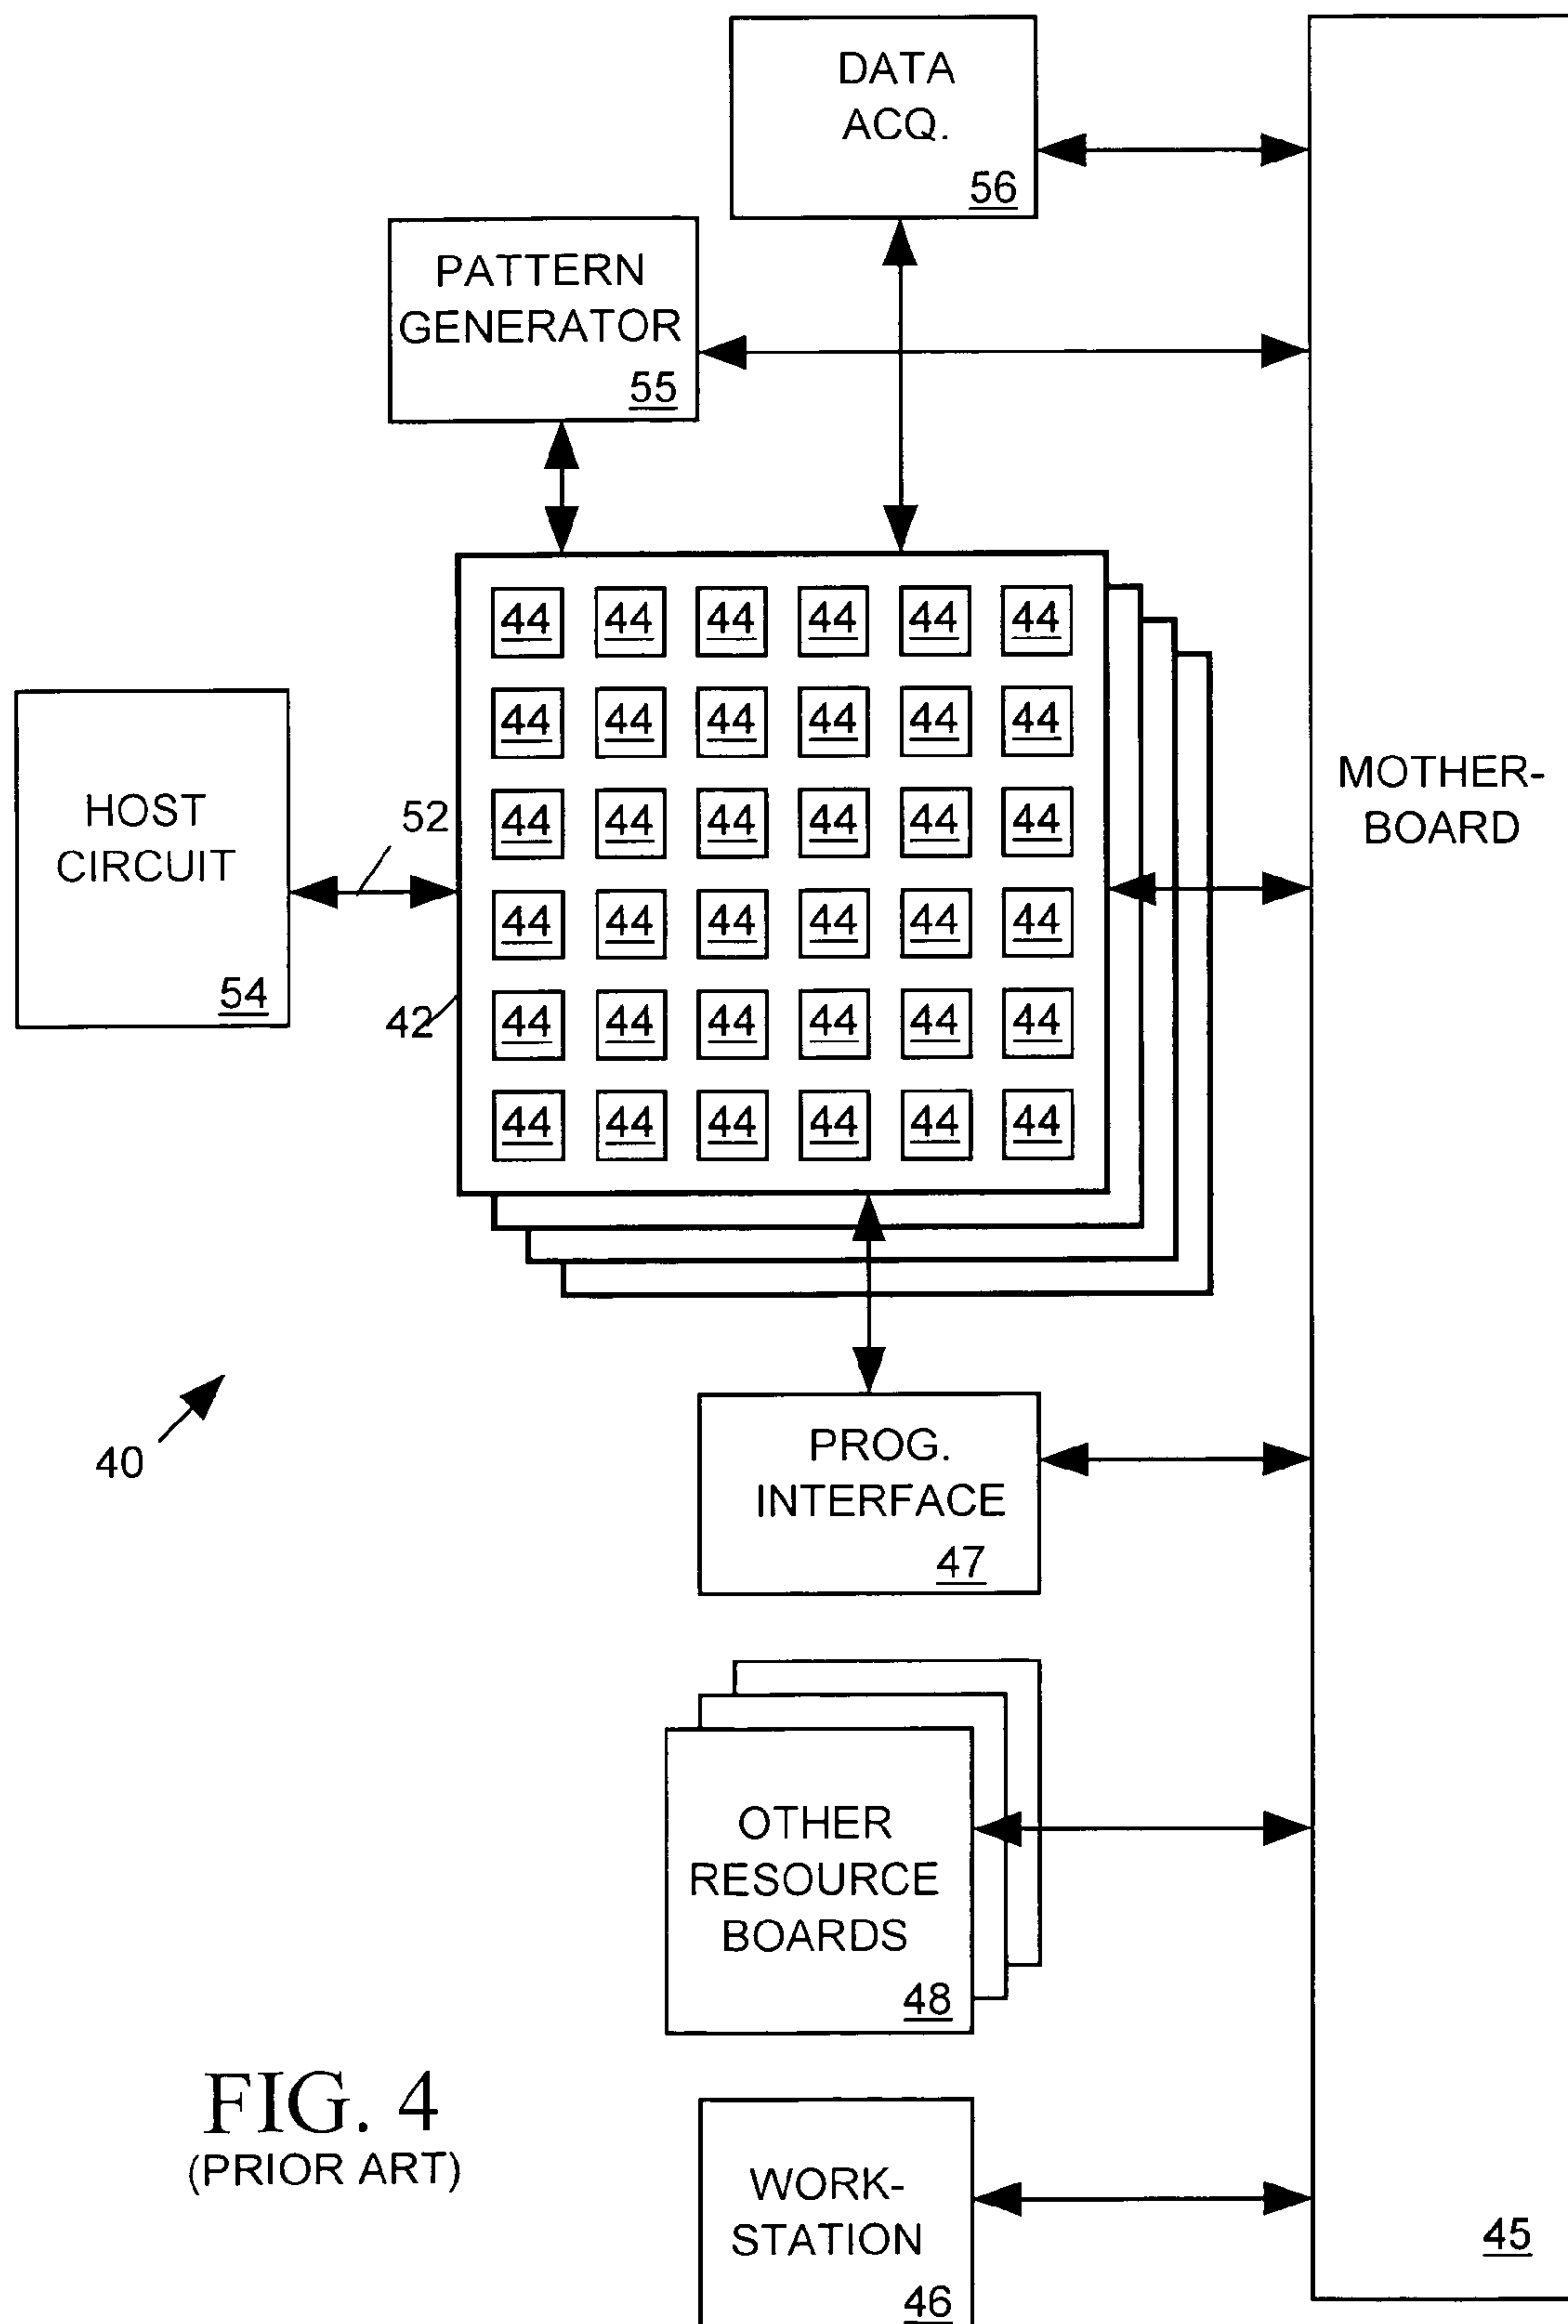 DATA
ACQ.
56
PATTERN
GENERATOR
55
44 44 44 44 44 44
44 44 44 44 44 44
MOTHER-
BOARD
HOST
CIRCUIT
54
52
44 44 44 44 44 44
44 44 44 44 44 44
42
44 44 44 44 44 44
44 44 44 44 44 44
40
PROG.
INTERFACE
47
OTHER
RESOURCE
BOARDS
48
FIG. 4
(PRIOR ART)
WORK-
STATION
46
45